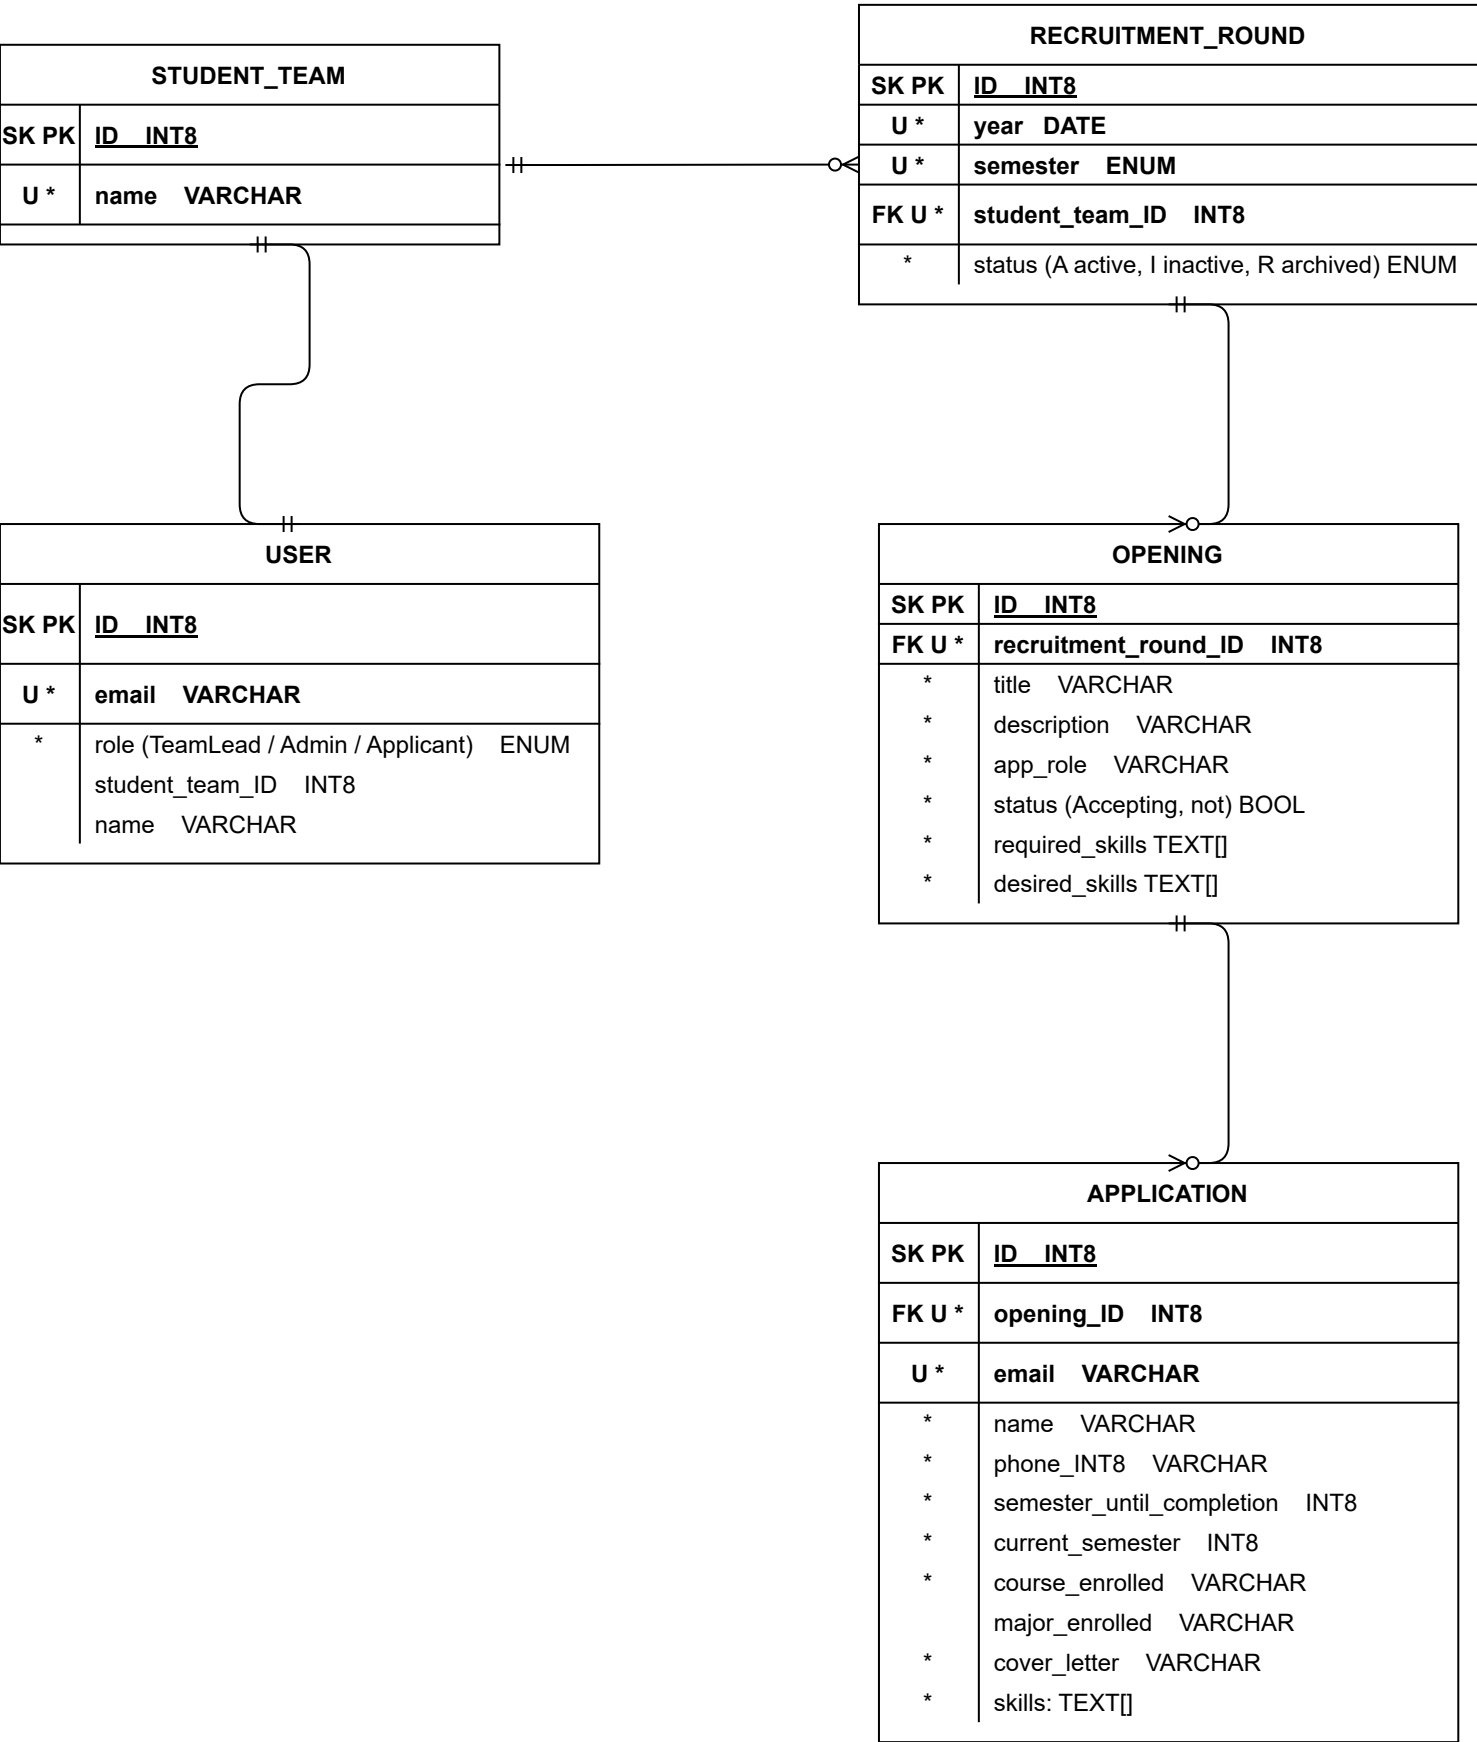 STUDENT_TEAM
SK PK ID INT8
U * name VARCHAR
RECRUITMENT_ROUND
SK PK ID INT8
U * year DATE
U * semester ENUM
FK U * student_team_ID INT8
* status (A active, I inactive, R archived) ENUM
USER
SK PK ID INT8
U * email VARCHAR
* role (TeamLead / Admin / Applicant) ENUM
student_team_ID INT8
name VARCHAR
OPENING
SK PK ID INT8
FK U * recruitment_round_ID INT8
* title VARCHAR
* description VARCHAR
* app_role VARCHAR
* status (Accepting, not) BOOL
* required_skills TEXT[]
* desired_skills TEXT[]
APPLICATION
SK PK ID INT8
FK U * opening_ID INT8
U * email VARCHAR
* name VARCHAR
* phone_INT8 VARCHAR
* semester_until_completion INT8
* current_semester INT8
* course_enrolled VARCHAR
major_enrolled VARCHAR
* cover_letter VARCHAR
* skills: TEXT[]